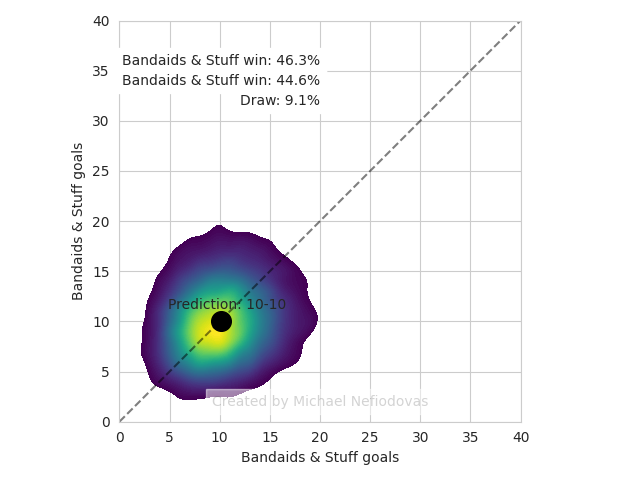 40
Bandaids & Stuff win: 46.3%
35
Bandaids & Stuff win: 44.6%
Draw: 9.1%
30
25
20
15
Prediction: 10-10
10
5
Created by Michael Nefiodovas
0
0 5 10 15 20 25 30 35 40
Bandaids & Stuff goals
Bandaids & Stuff goals